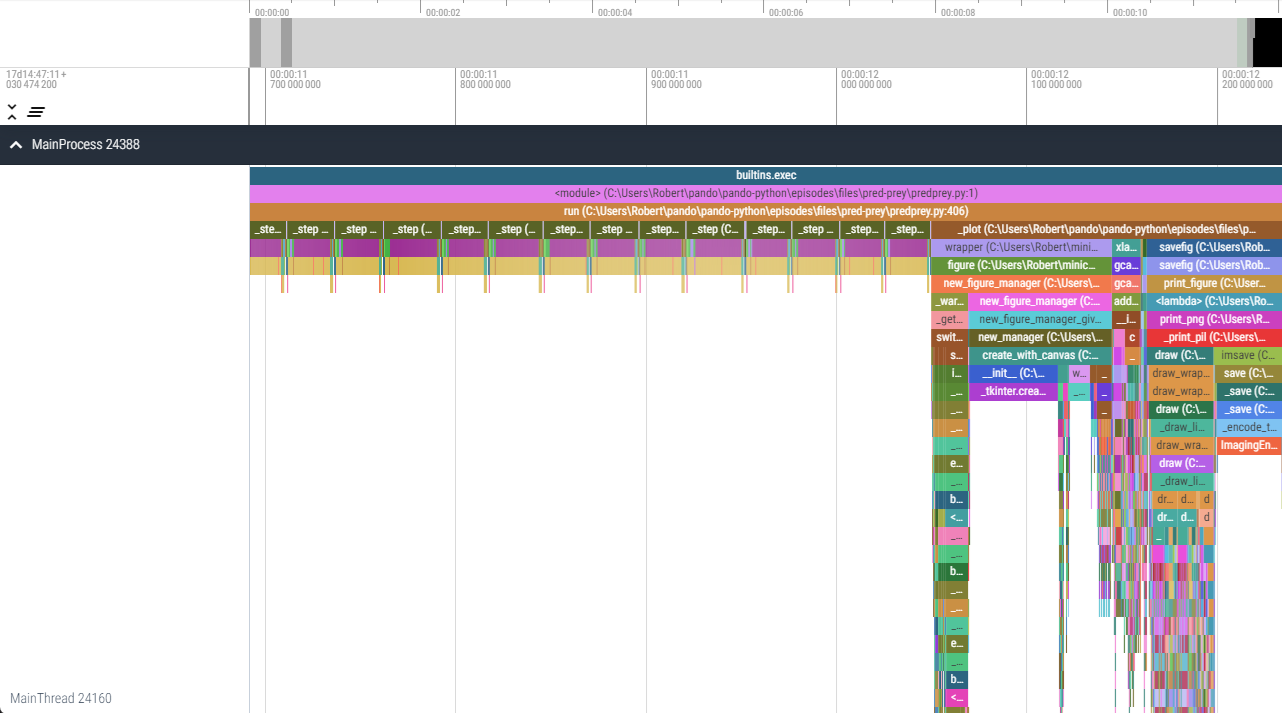 00:00:00 00:00:02 00:00:04 00:00:06 00:00:08 00:00:10
17d14:47:11 + 00:00:11 00:00:11 00:00:11 00:00:12 00:00:12 00:00:12
030 474 200 700 000 000 800 000 000 900 000 000 000 000 000 100 000 000 200 000 000
MainProcess 24388
builtins.exec
<module> (C:\Users\Robert\pando\pando-python\episodes\files\pred-prey\predprey.py:1)
run (C:\Users\Robert\pando\pando-python\episodes\files\pred-prey\predprey.py:406)
_ste... _step ... _step ... _step (... _step... _step (... _step ... _step... _step ... _step (C... _step... _step ... _step... _step... _plot (C:\Users\Robert\pando\pando-python\episodes\files\p...
wrapper (C:\Users\Robert\mini... xla... savefig (C:\Users\Rob...
figure (C:\Users\Robert\minic... gca... savefig (C:\Users\Rob...
new_figure_manager (C:\Users\... gca... print_figure (C:\User...
_war... new_figure_manager (C:... add... <lambda> (C:\Users\Ro...
_get... new_figure_manager_giv... __i... print_png (C:\Users\R...
swit... new_manager (C:\Users\... c _print_pil (C:\Users\...
s... create_with_canvas (C:... _ draw (C:\... imsave (C...
i... __init__ (C:\... w... _ draw_wrap... save (C:\...
_... _tkinter.crea... _... _ draw_wrap... _save (C:...
_... _ draw (C:\... _save (C:...
_... _draw_li... _encode_t...
_... draw_wra... ImagingEn...
e... draw (C:...
_... _draw_li...
b... dr... d... d
<... dr... d... d
_... _
_...
b...
_...
_...
_...
e...
_...
b...
<...
MainThread 24160